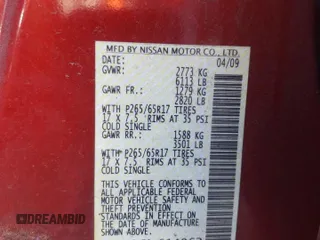 MFD BY NISSAN MOTOR CO., LTD.
DATE: 04/09
GVWR: 2773 KG
6113 LB
GAWR FR: 1279 KG
2820 LB
WITH P265/65R17 TIRES
17 X 7.5 RIMS AT 35 PSI
COLD SINGLE
GAWR RR: 1588 KG
3501 LB
WITH P265/65R17 TIRES
17 X 7.5 RIMS AT 35 PSI
COLD SINGLE
THIS VEHICLE CONFORMS TO
ALL APPLICABLE FEDERAL
MOTOR VEHICLE SAFETY AND
THEFT PREVENTION
STANDARDS IN EFFECT ON THE
DATE OF MANUFACTURE
SHOWN ABOVE.
DREAMBID